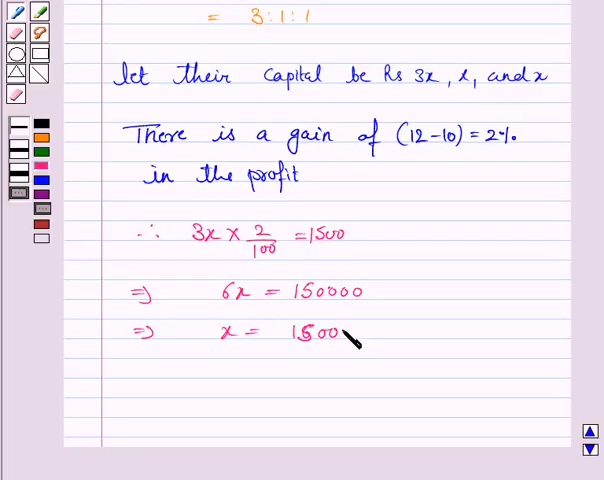 = 3:1:1
let their capital be Rs 3x, x, and x
There is a gain of (12-10) = 2%
in the profit
∴ 3x × 2/100 = 1500
⇒ 6x = 150000
⇒ x = 1500